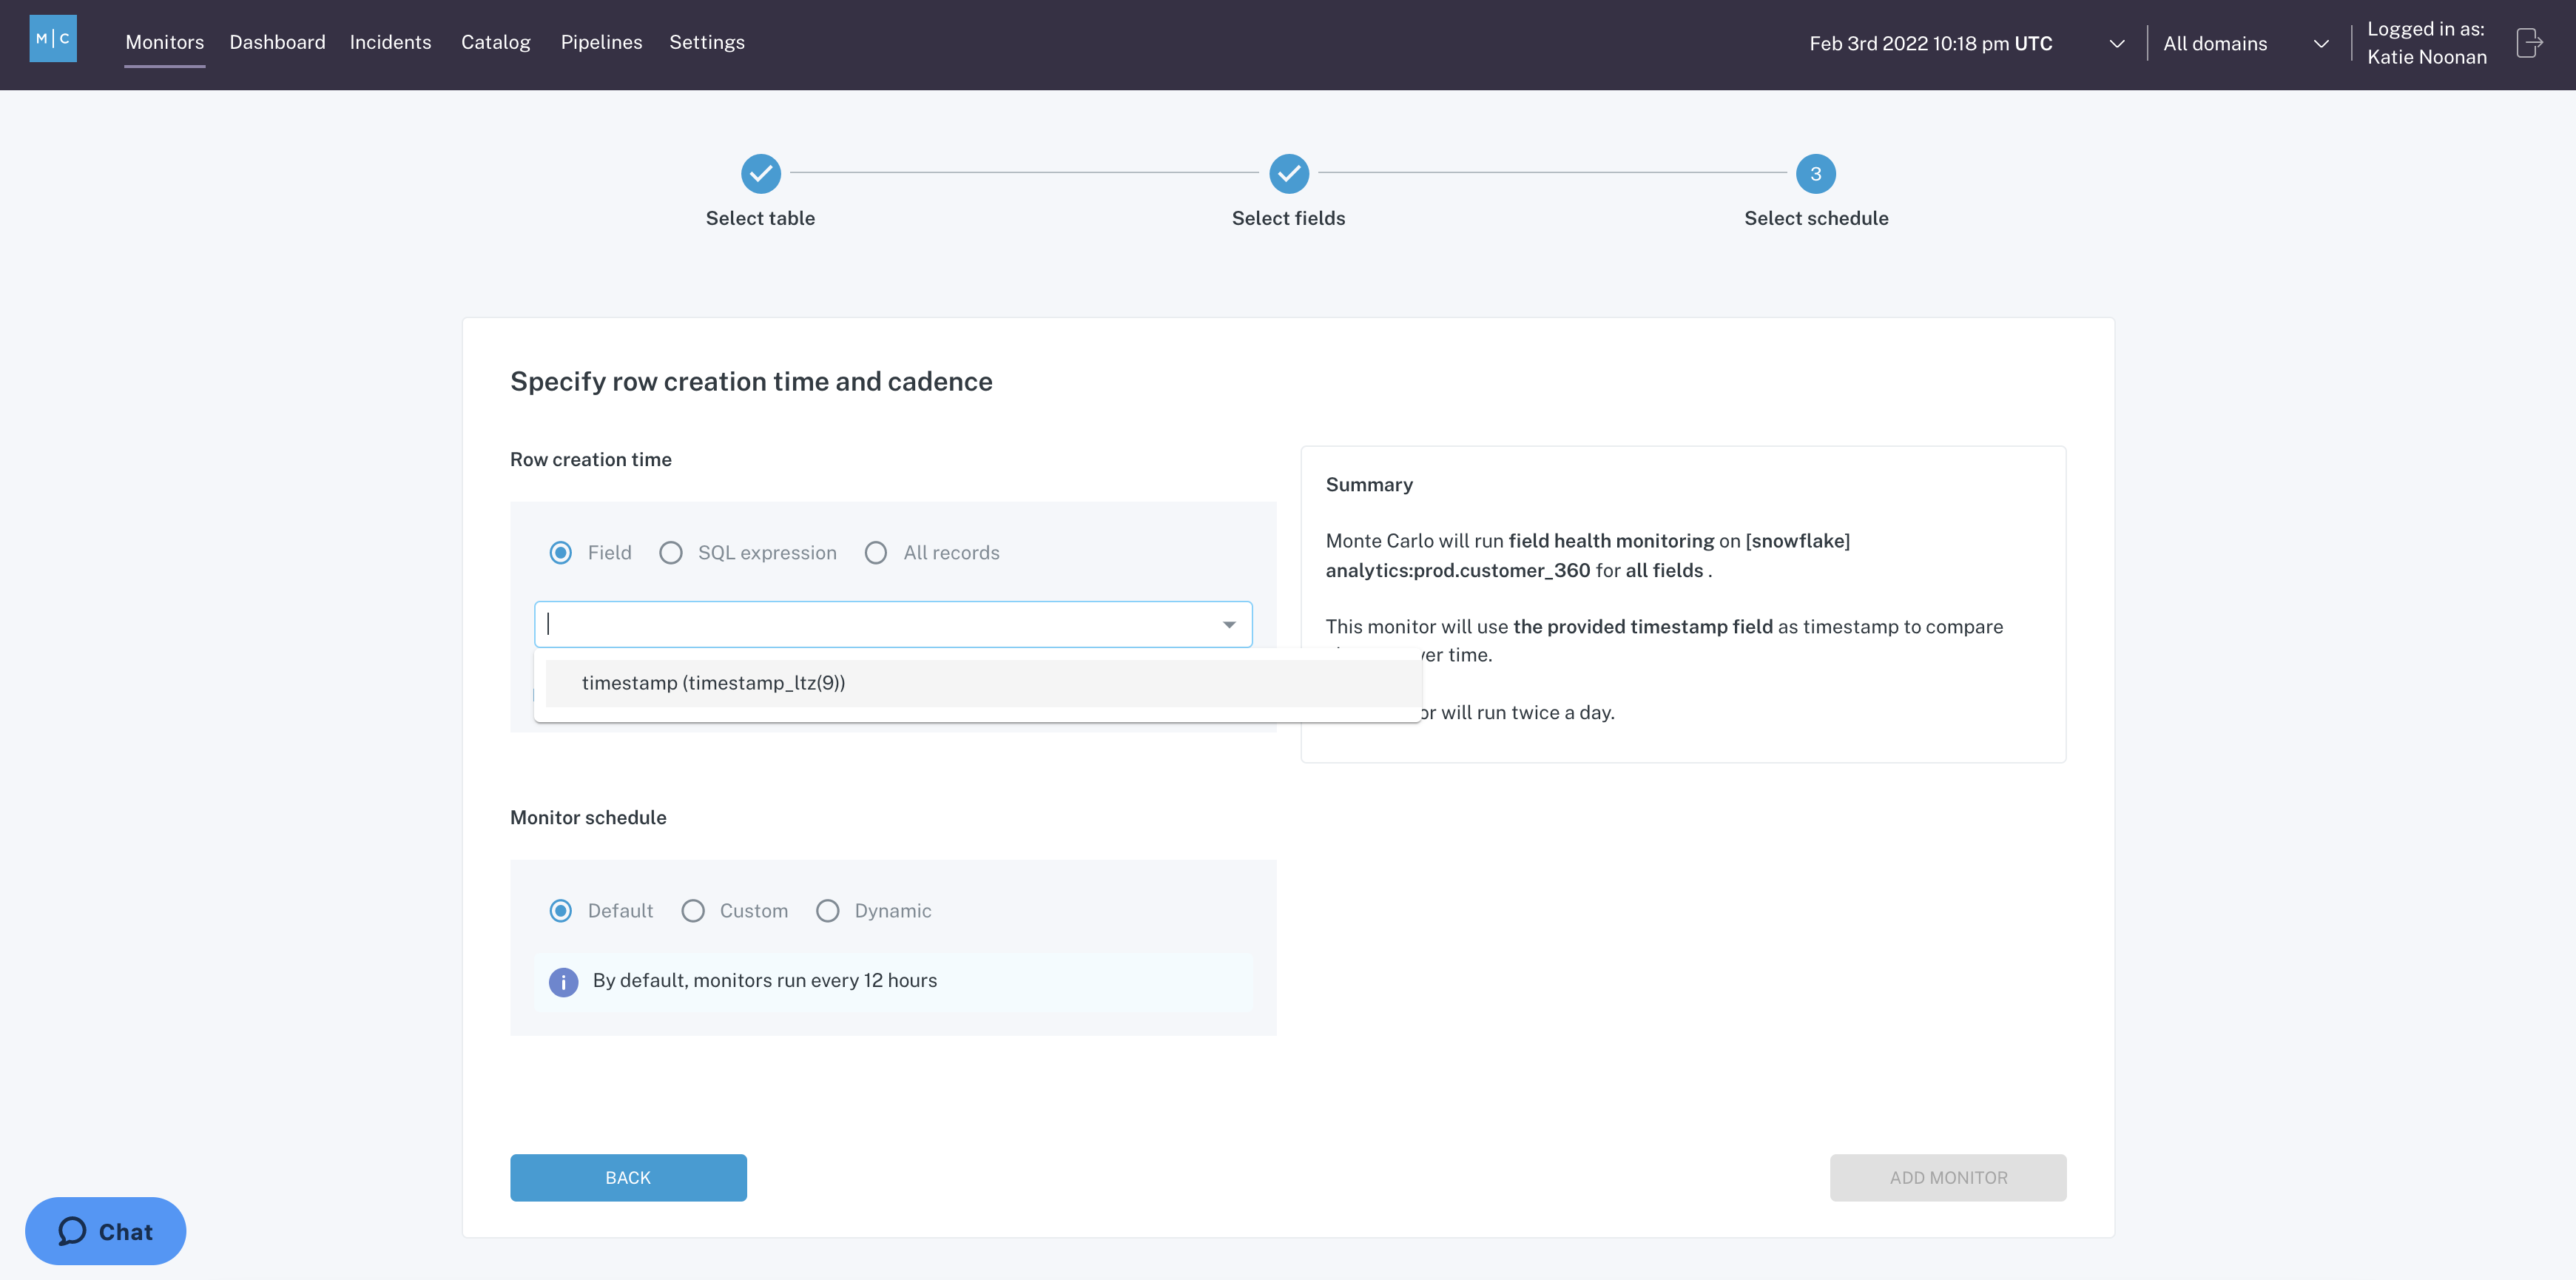 M|C
Monitors Dashboard Incidents Catalog Pipelines Settings
Feb 3rd 2022 10:18 pm UTC
All domains
Logged in as:
Katie Noonan
3
Select table
Select fields
Select schedule
Specify row creation time and cadence
Row creation time
Field SQL expression All records
timestamp (timestamp_ltz(9))
Summary
Monte Carlo will run field health monitoring on [snowflake]
analytics:prod.customer_360 for all fields .
This monitor will use the provided timestamp field as timestamp to compare
er time.
or will run twice a day.
Monitor schedule
Default Custom Dynamic
i By default, monitors run every 12 hours
BACK
ADD MONITOR
Chat